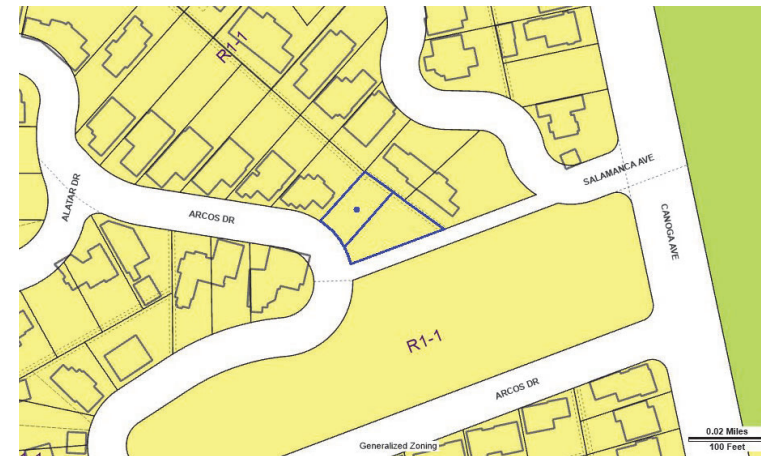 R1-1
SALAMANCA AVE
ALATAR DR
ARCOS DR
CANOGA AVE
R1-1
ARCOS DR
0.02 Miles
Generalized Zoning
100 Feet